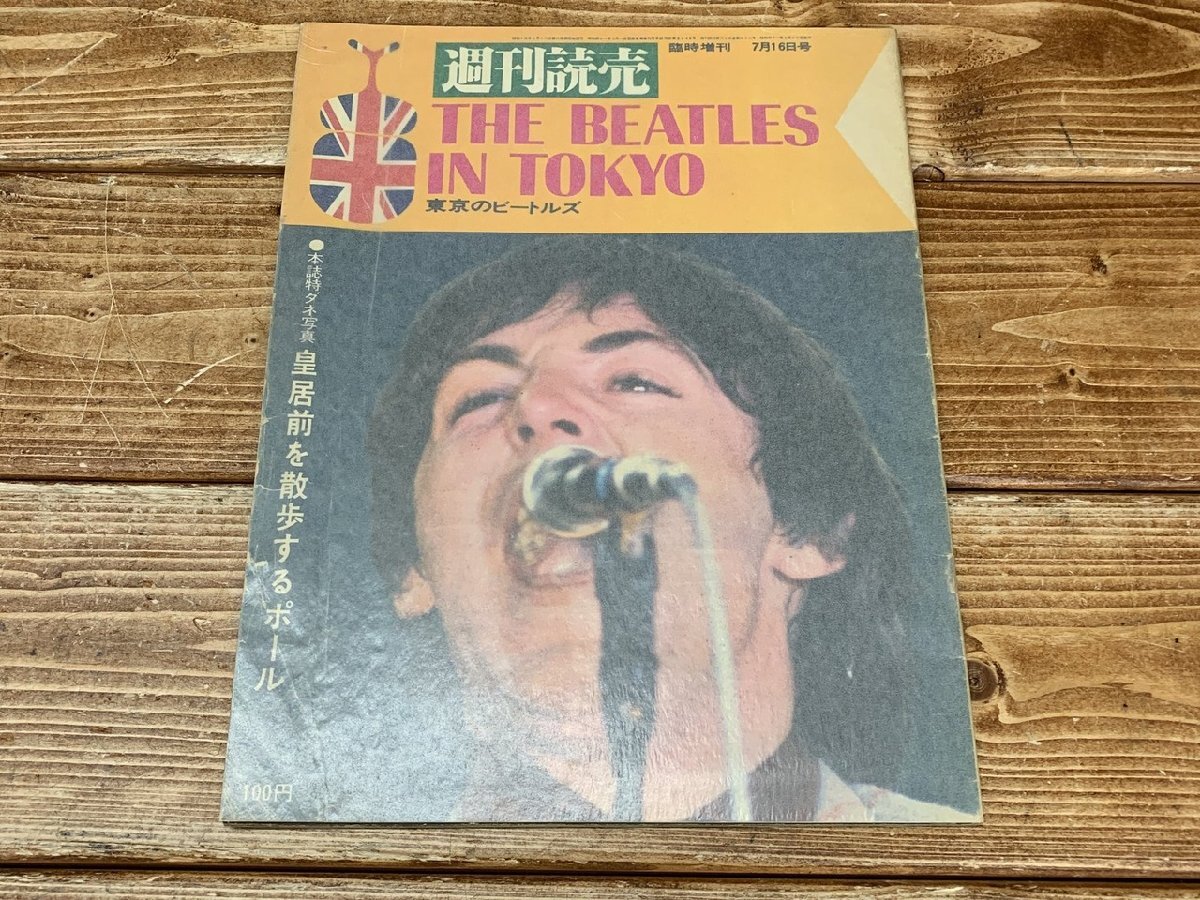 臨時増刊 7月16日号
週刊読売
THE BEATLES
IN TOKYO
東京のビートルズ
●本誌特ダネ写真 皇居前を散歩するポール
100円